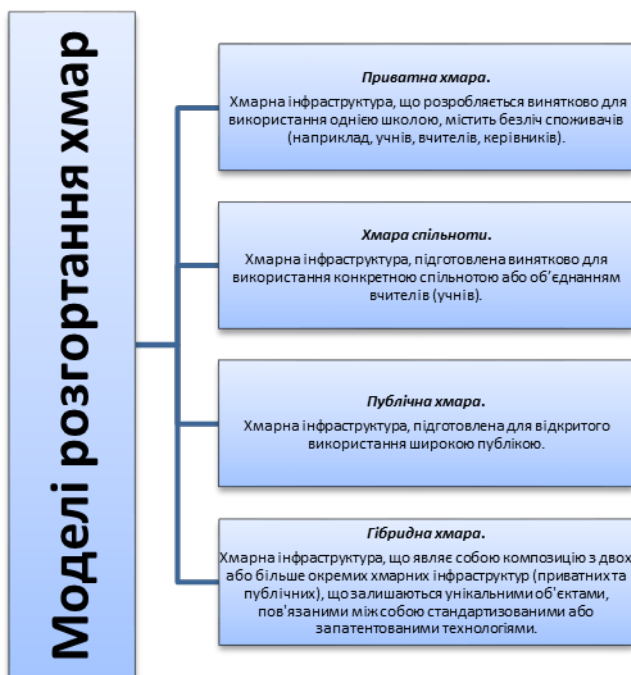 Моделі розгортання хмар
Приватна хмара.
Хмарна інфраструктура, що розробляється винятково для
використання однією школою, містить безліч споживачів
(наприклад, учнів, вчителів, керівників).
Хмара спільноти.
Хмарна інфраструктура, підготовлена винятково для
використання конкретною спільнотою або об’єднанням
вчителів (учнів).
Публічна хмара.
Хмарна інфраструктура, підготовлена для відкритого
використання широкою публікою.
Гібридна хмара.
Хмарна інфраструктура, що являє собою композицію з двох
або більше окремих хмарних інфраструктур (приватних та
публічних), що залишаються унікальними об'єктами,
пов'язаними між собою стандартизованими або
запатентованими технологіями.